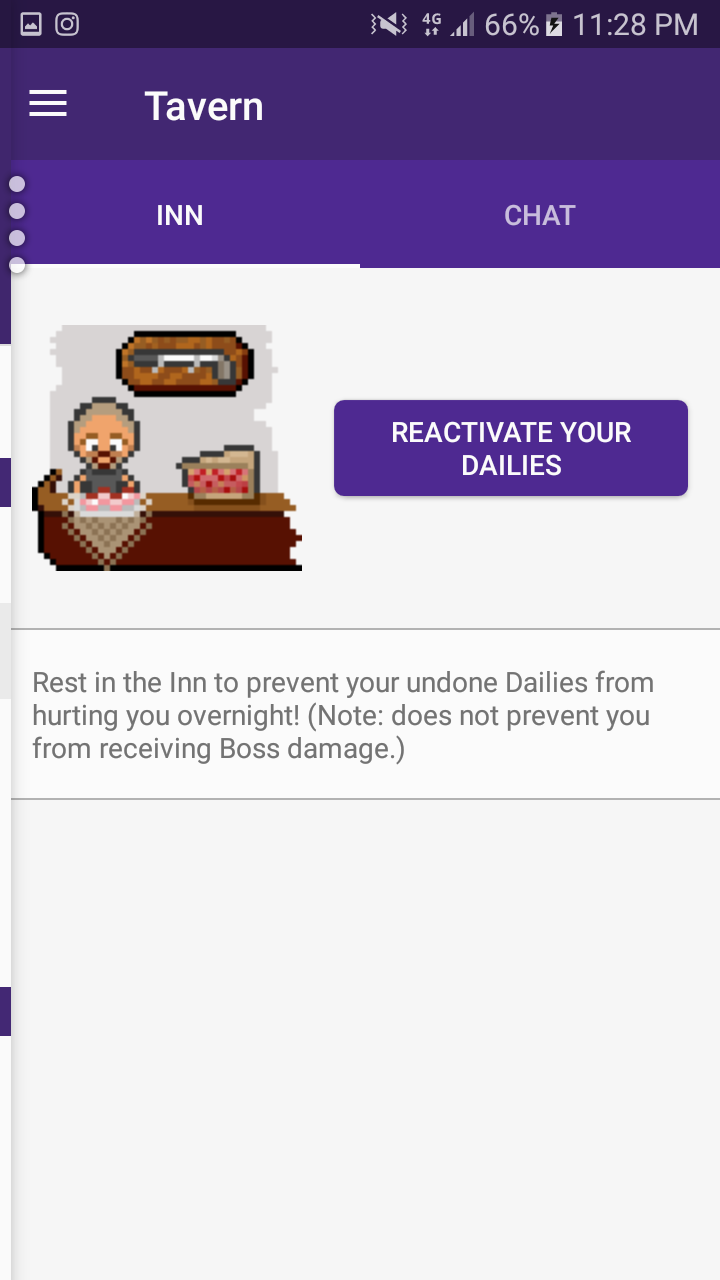 4G 66% 11:28 PM
Tavern
INN CHAT
REACTIVATE YOUR
DAILIES
Rest in the Inn to prevent your undone Dailies from
hurting you overnight! (Note: does not prevent you
from receiving Boss damage.)